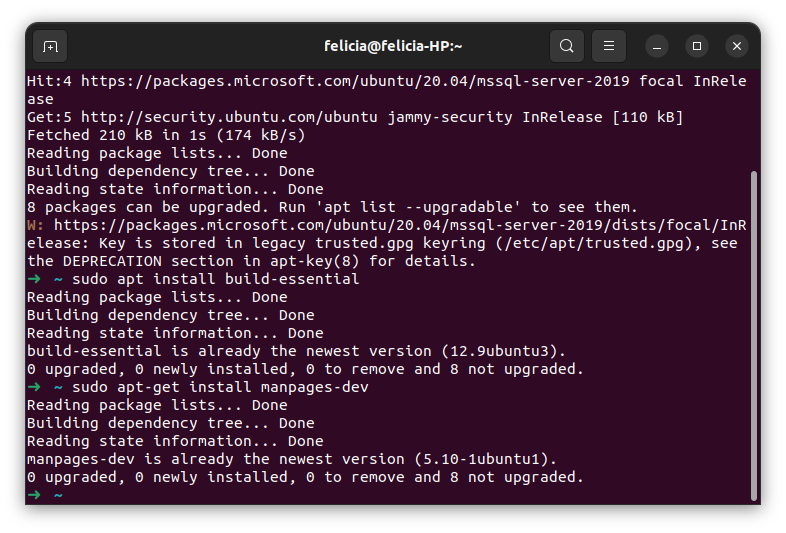 felicia@felicia-HP:~
Hit:4 https://packages.microsoft.com/ubuntu/20.04/mssql-server-2019 focal InRele
ase
Get:5 http://security.ubuntu.com/ubuntu jammy-security InRelease [110 kB]
Fetched 210 kB in 1s (174 kB/s)
Reading package lists... Done
Building dependency tree... Done
Reading state information... Done
8 packages can be upgraded. Run 'apt list --upgradable' to see them.
W: https://packages.microsoft.com/ubuntu/20.04/mssql-server-2019/dists/focal/InR
elease: Key is stored in legacy trusted.gpg keyring (/etc/apt/trusted.gpg), see
the DEPRECATION section in apt-key(8) for details.
➜ ~ sudo apt install build-essential
Reading package lists... Done
Building dependency tree... Done
Reading state information... Done
build-essential is already the newest version (12.9ubuntu3).
0 upgraded, 0 newly installed, 0 to remove and 8 not upgraded.
➜ ~ sudo apt-get install manpages-dev
Reading package lists... Done
Building dependency tree... Done
Reading state information... Done
manpages-dev is already the newest version (5.10-1ubuntu1).
0 upgraded, 0 newly installed, 0 to remove and 8 not upgraded.
➜ ~